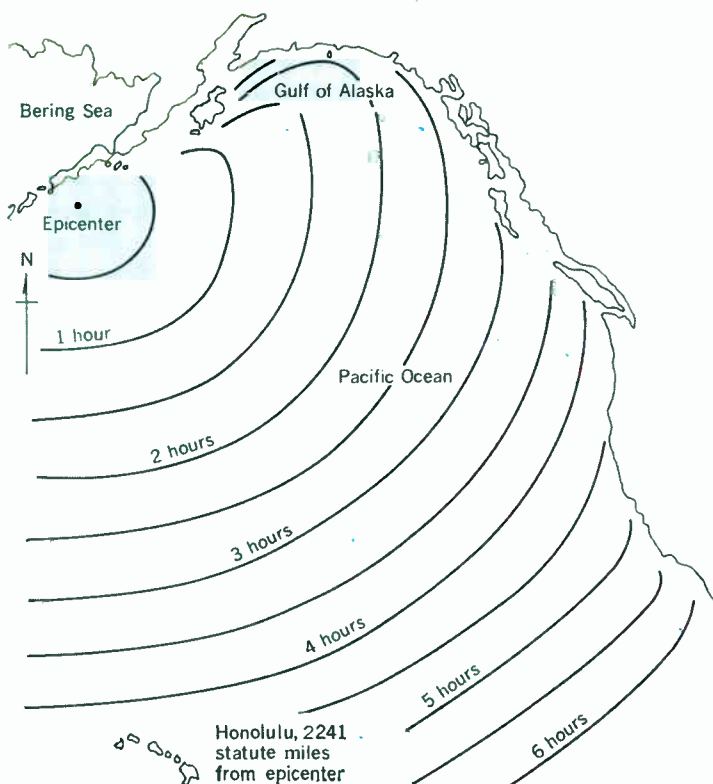 Gulf of Alaska
Bering Sea
Epicenter
N
1 hour
Pacific Ocean
2 hours
3 hours
4 hours
5 hours
6 hours
Honolulu, 2241
statute miles
from epicenter